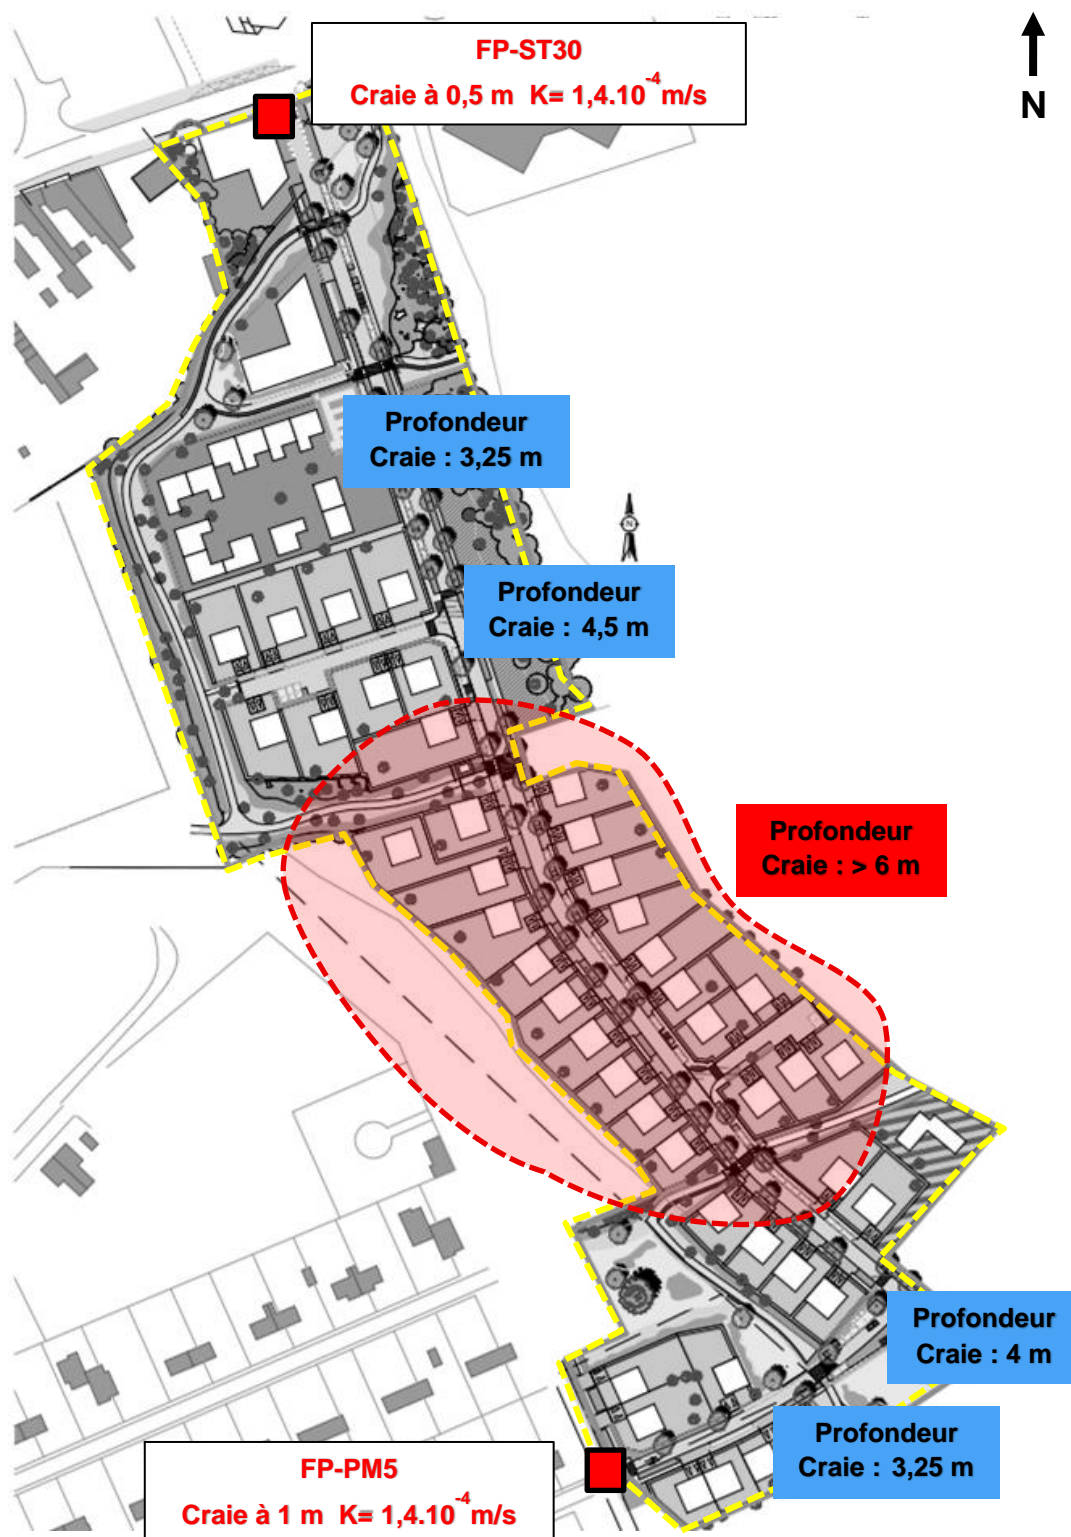 FP-ST30
Craie à 0,5 m K= 1,4.10⁻⁴ m/s
N
Profondeur
Craie : 3,25 m
N
Profondeur
Craie : 4,5 m
Profondeur
Craie : > 6 m
Profondeur
Craie : 4 m
Profondeur
Craie : 3,25 m
FP-PM5
Craie à 1 m K= 1,4.10⁻⁴ m/s